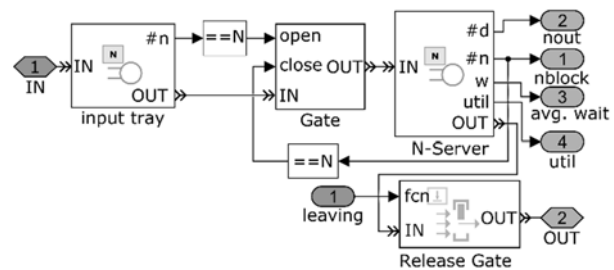 1
IN
N
#n
IN
OUT
input tray
==N
open
close
OUT
IN
Gate
N
#d
#n
w
util
IN
OUT
N-Server
2
nout
1
nblock
3
avg. wait
4
util
==N
1
leaving
fcn
IN
OUT
Release Gate
2
OUT